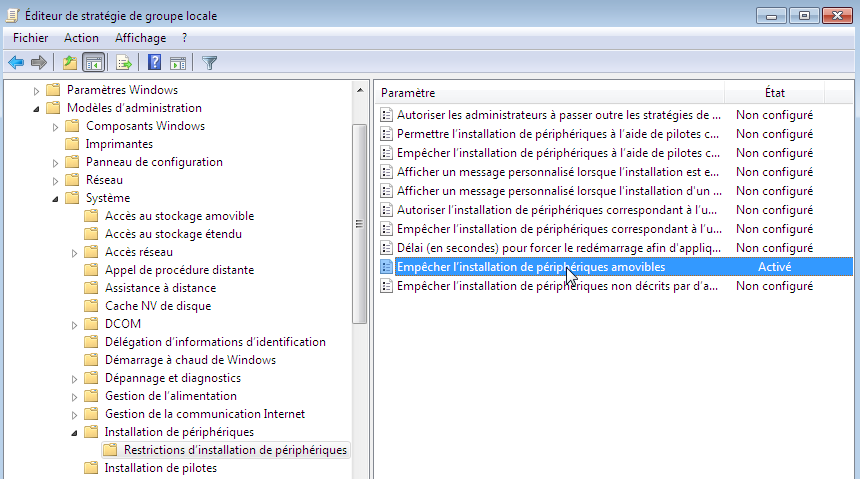 Éditeur de stratégie de groupe locale
Fichier Action Affichage ?
Paramètres Windows
Modèles d'administration
Composants Windows
Imprimantes
Panneau de configuration
Réseau
Système
Accès au stockage amovible
Accès au stockage étendu
Accès réseau
Appel de procédure distante
Assistance à distance
Cache NV de disque
DCOM
Délégation d'informations d'identification
Démarrage à chaud de Windows
Dépannage et diagnostics
Gestion de l'alimentation
Gestion de la communication Internet
Installation de périphériques
Restrictions d'installation de périphériques
Installation de pilotes
Paramètre État
Autoriser les administrateurs à passer outre les stratégies de ... Non configuré
Permettre l'installation de périphériques à l'aide de pilotes c... Non configuré
Empêcher l'installation de périphériques à l'aide de pilotes c... Non configuré
Afficher un message personnalisé lorsque l'installation est e... Non configuré
Afficher un message personnalisé lorsque l'installation d'un ... Non configuré
Autoriser l'installation de périphériques correspondant à l'u... Non configuré
Empêcher l'installation de périphériques correspondant à l'u... Non configuré
Délai (en secondes) pour forcer le redémarrage afin d'appliq... Non configuré
Empêcher l'installation de périphériques amovibles Activé
Empêcher l'installation de périphériques non décrits par d'a... Non configuré